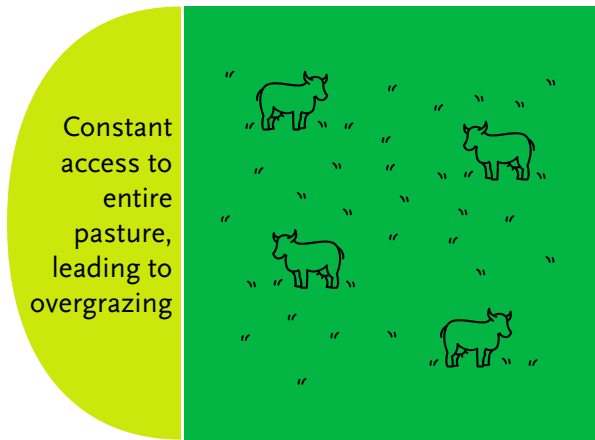 Constant
access to
entire
pasture,
leading to
overgrazing